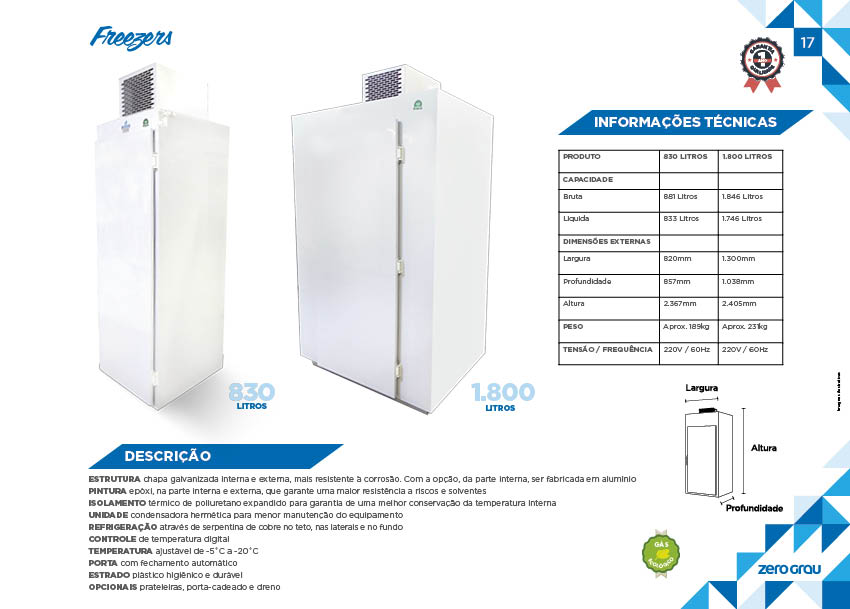 Freezers
17
GARANTIA
1
ANO
QUALIDADE
INFORMAÇÕES TÉCNICAS
PRODUTO 830 LITROS 1.800 LITROS
CAPACIDADE
Bruta 881 Litros 1.846 Litros
Líquida 833 Litros 1.746 Litros
DIMENSÕES EXTERNAS
Largura 820mm 1.300mm
Profundidade 857mm 1.038mm
Altura 2.367mm 2.405mm
PESO Aprox. 189kg Aprox. 231kg
TENSÃO / FREQUÊNCIA 220V / 60Hz 220V / 60Hz
830
LITROS
1.800
LITROS
Largura
Altura
Profundidade
DESCRIÇÃO
ESTRUTURA chapa galvanizada interna e externa, mais resistente à corrosão. Com a opção, da parte interna, ser fabricada em alumínio
PINTURA epóxi, na parte interna e externa, que garante uma maior resistência a riscos e solventes
ISOLAMENTO térmico de poliuretano expandido para garantia de uma melhor conservação da temperatura interna
UNIDADE condensadora hermética para menor manutenção do equipamento
REFRIGERAÇÃO através de serpentina de cobre no teto, nas laterais e no fundo
CONTROLE de temperatura digital
TEMPERATURA ajustável de -5°C a -20°C
PORTA com fechamento automático
ESTRADO plástico higiênico e durável
OPCIONAIS prateleiras, porta-cadeado e dreno
GÁS
ECOLÓGICO
zero grau